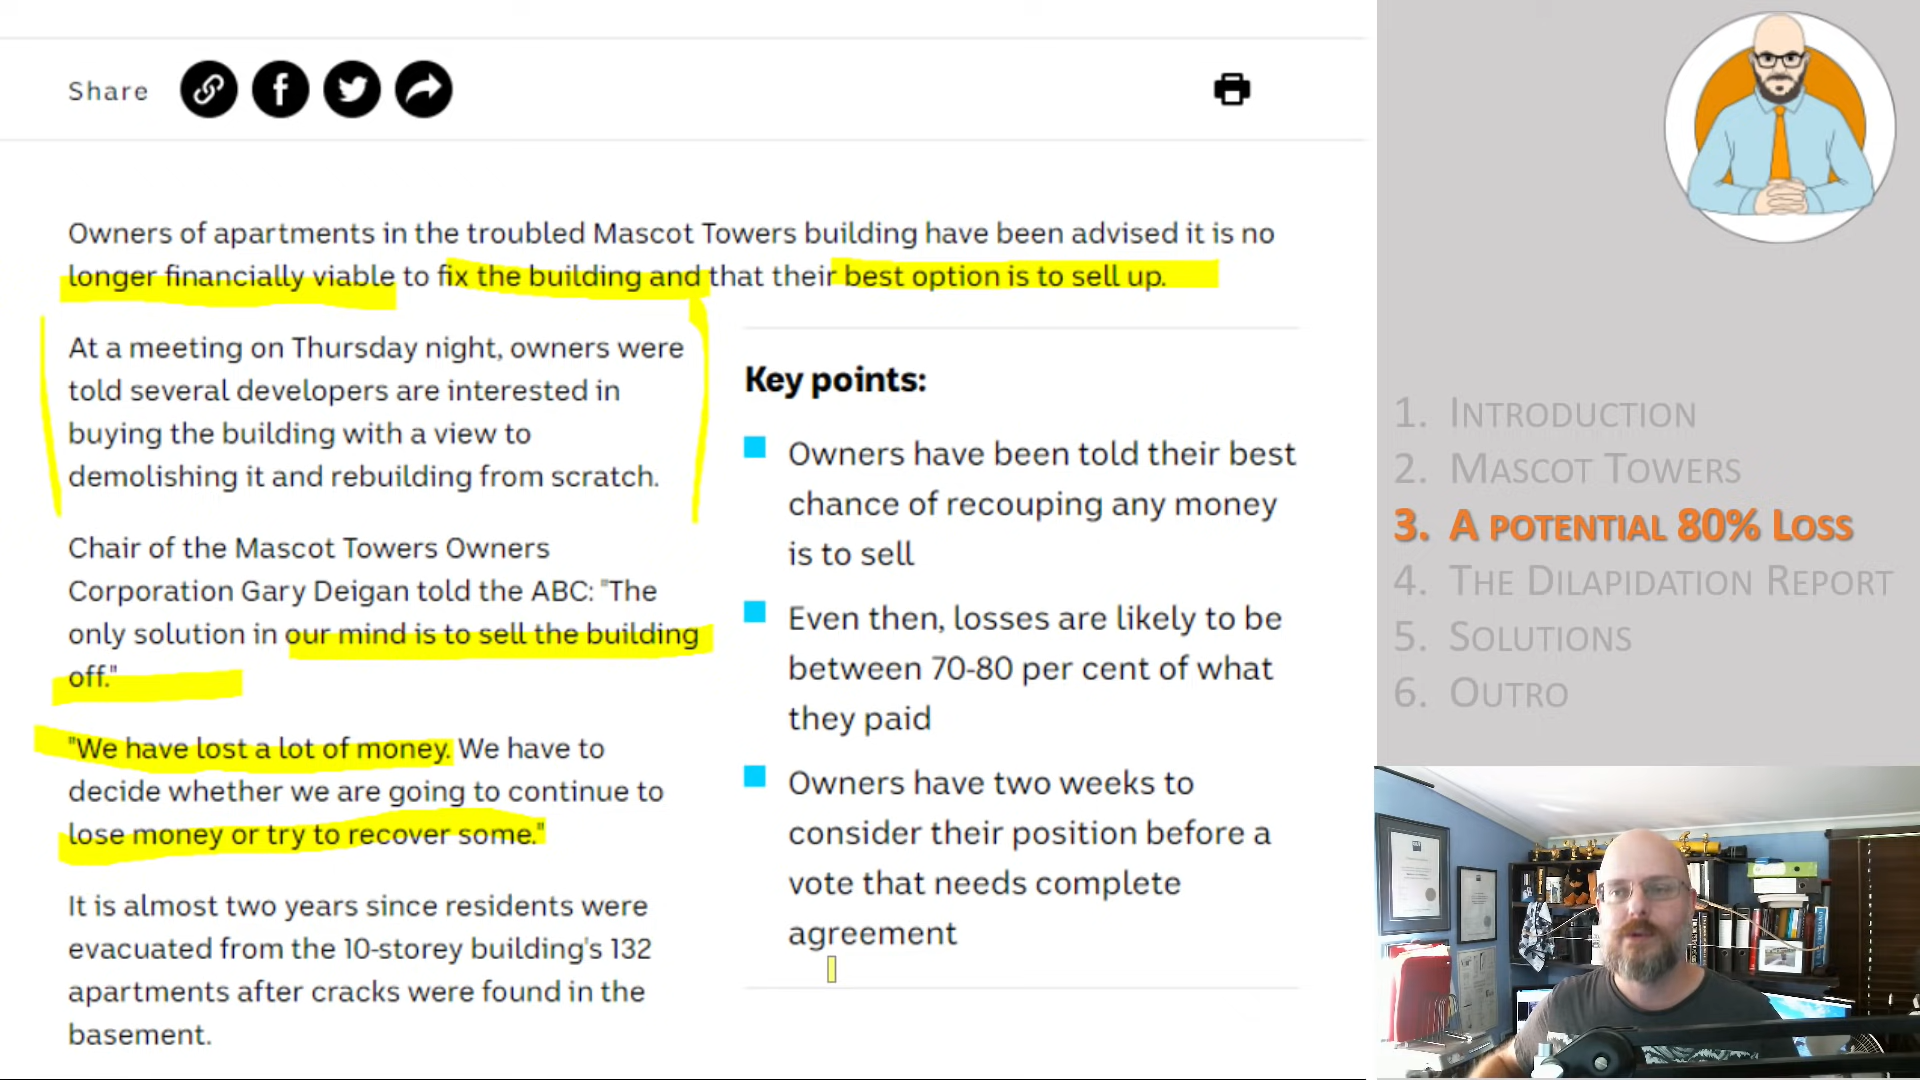 Share
Owners of apartments in the troubled Mascot Towers building have been advised it is no
longer financially viable to fix the building and that their best option is to sell up.
At a meeting on Thursday night, owners were
told several developers are interested in
buying the building with a view to
demolishing it and rebuilding from scratch.
Chair of the Mascot Towers Owners
Corporation Gary Deigan told the ABC: "The
only solution in our mind is to sell the building
off."
"We have lost a lot of money. We have to
decide whether we are going to continue to
lose money or try to recover some."
It is almost two years since residents were
evacuated from the 10-storey building's 132
apartments after cracks were found in the
basement.
Key points:
Owners have been told their best
chance of recouping any money
is to sell
Even then, losses are likely to be
between 70-80 per cent of what
they paid
Owners have two weeks to
consider their position before a
vote that needs complete
agreement
1. Introduction
2. Mascot Towers
3. A potential 80% Loss
4. The Dilapidation Report
5. Solutions
6. Outro